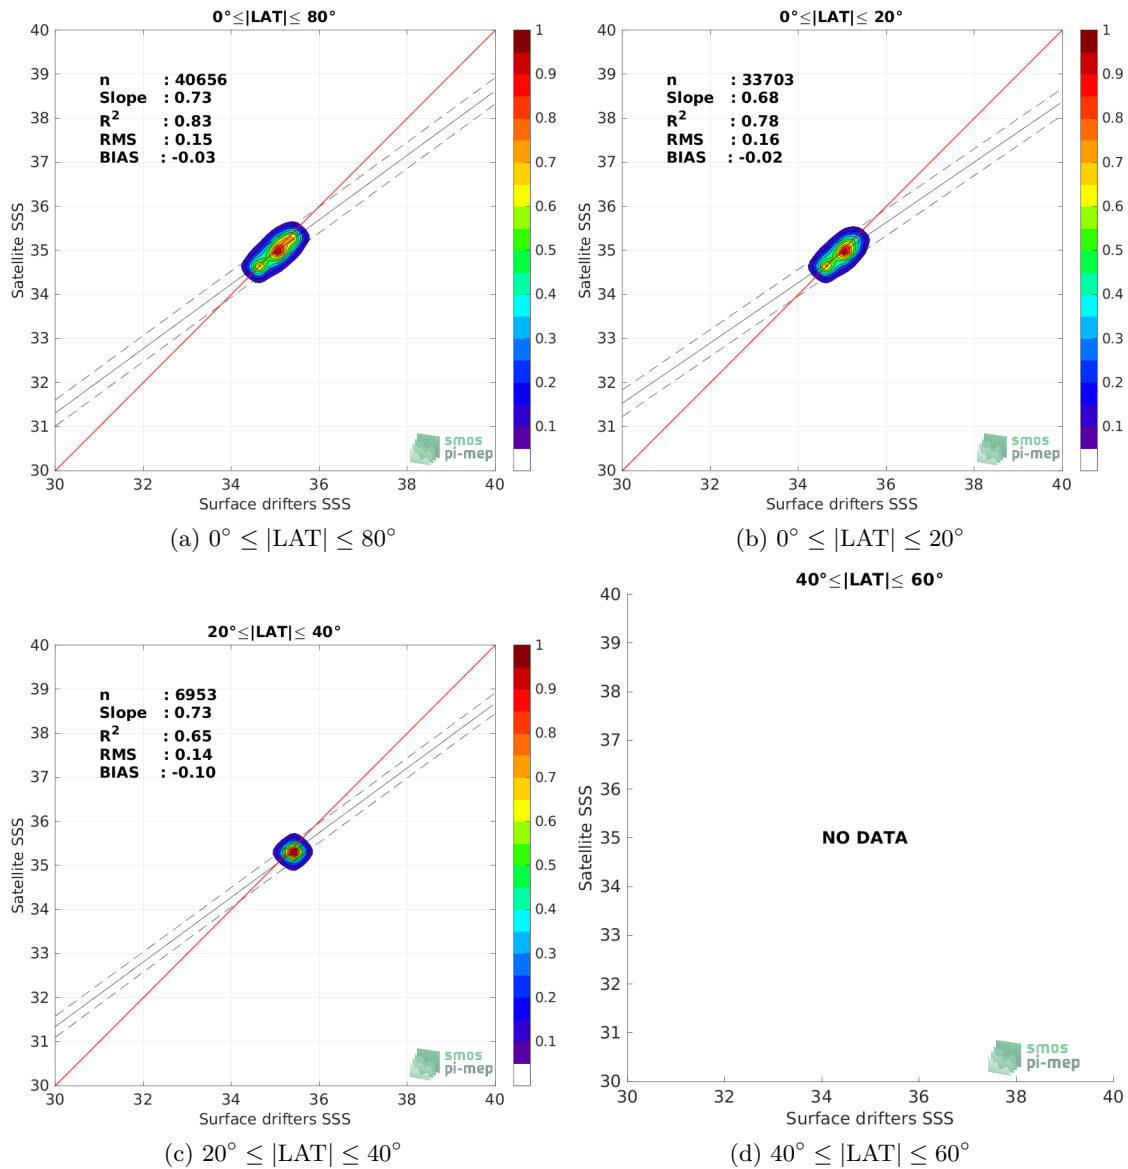 0°≤|LAT|≤ 80°
40
39
38
37
36
35
34
33
32
31
30
Satellite SSS
n : 40656
Slope : 0.73
R² : 0.83
RMS : 0.15
BIAS : -0.03
1
0.9
0.8
0.7
0.6
0.5
0.4
0.3
0.2
0.1
smos
pi-mep
30 32 34 36 38 40
Surface drifters SSS
(a) 0° ≤ |LAT| ≤ 80°
0°≤|LAT|≤ 20°
40
39
38
37
36
35
34
33
32
31
30
Satellite SSS
n : 33703
Slope : 0.68
R² : 0.78
RMS : 0.16
BIAS : -0.02
1
0.9
0.8
0.7
0.6
0.5
0.4
0.3
0.2
0.1
smos
pi-mep
30 32 34 36 38 40
Surface drifters SSS
(b) 0° ≤ |LAT| ≤ 20°
20°≤|LAT|≤ 40°
40
39
38
37
36
35
34
33
32
31
30
Satellite SSS
n : 6953
Slope : 0.73
R² : 0.65
RMS : 0.14
BIAS : -0.10
1
0.9
0.8
0.7
0.6
0.5
0.4
0.3
0.2
0.1
smos
pi-mep
30 32 34 36 38 40
Surface drifters SSS
(c) 20° ≤ |LAT| ≤ 40°
40°≤|LAT|≤ 60°
40
39
38
37
36
35
34
33
32
31
30
Satellite SSS
NO DATA
smos
pi-mep
30 32 34 36 38 40
Surface drifters SSS
(d) 40° ≤ |LAT| ≤ 60°